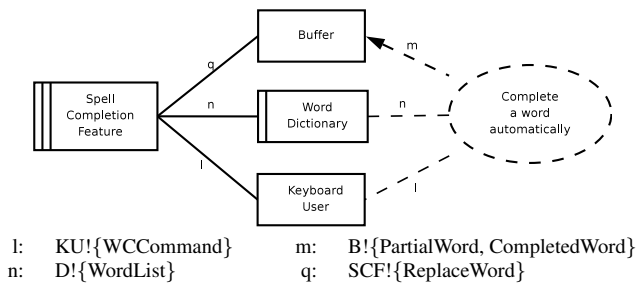 Buffer
m
q
Spell
Completion
Feature
n
Word
Dictionary
n
Complete
a word
automatically
l
Keyboard
User
l
l: KU!{WCCommand} m: B!{PartialWord, CompletedWord}
n: D!{WordList} q: SCF!{ReplaceWord}